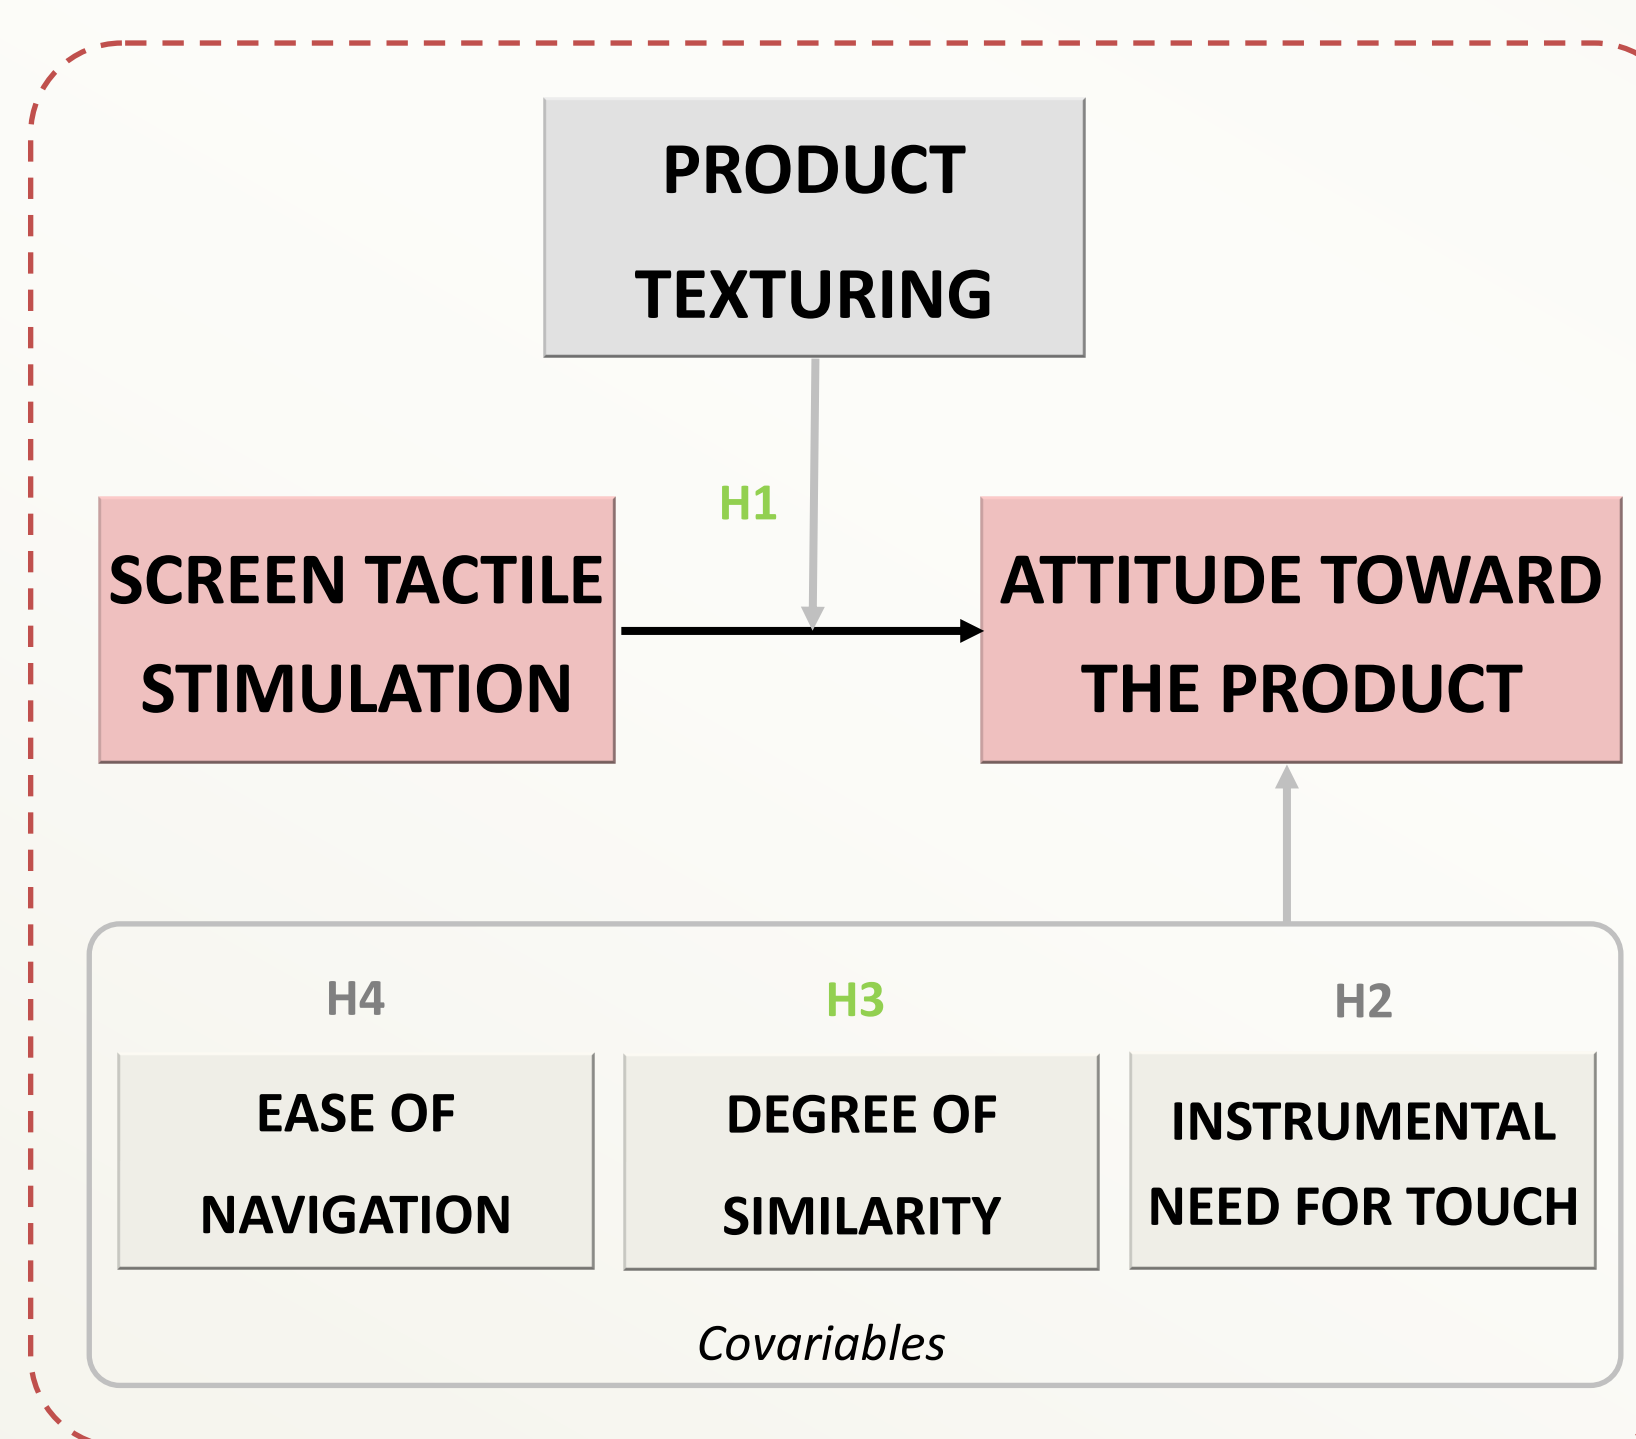 PRODUCT
TEXTURING
H1
SCREEN TACTILE
STIMULATION
ATTITUDE TOWARD
THE PRODUCT
H4
H3
H2
EASE OF
NAVIGATION
DEGREE OF
SIMILARITY
INSTRUMENTAL
NEED FOR TOUCH
Covariables